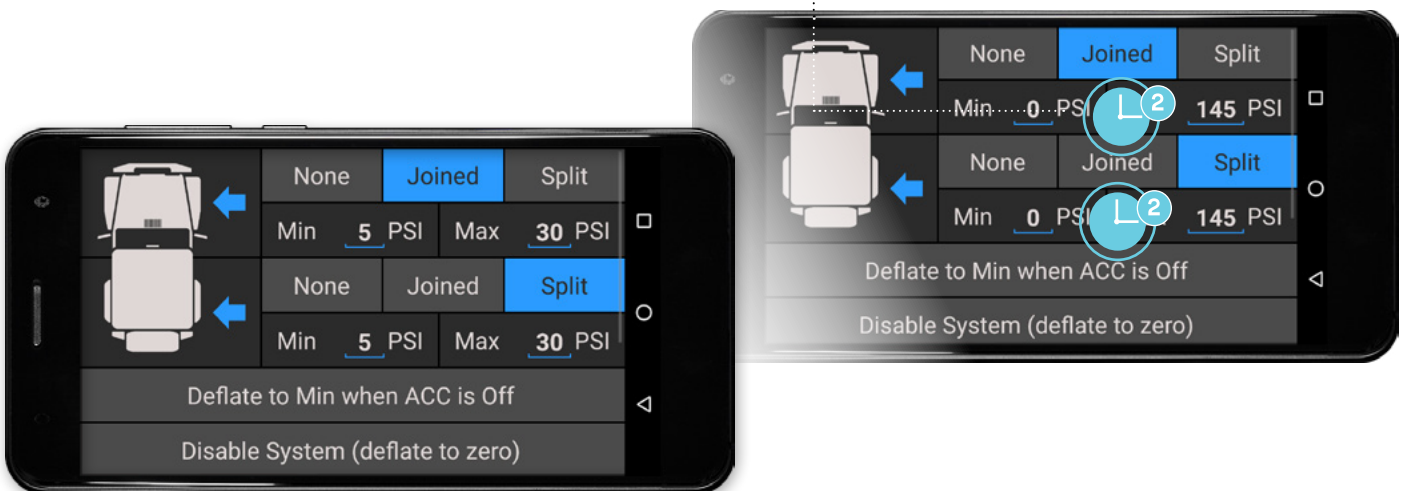 None Joined Split
Min 5 PSI Max 30 PSI
None Joined Split
Min 5 PSI Max 30 PSI
Deflate to Min when ACC is Off
Disable System (deflate to zero)
None Joined Split
Min 0 PSI 2 145 PSI
None Joined Split
Min 0 PSI 2 145 PSI
Deflate to Min when ACC is Off
Disable System (deflate to zero)